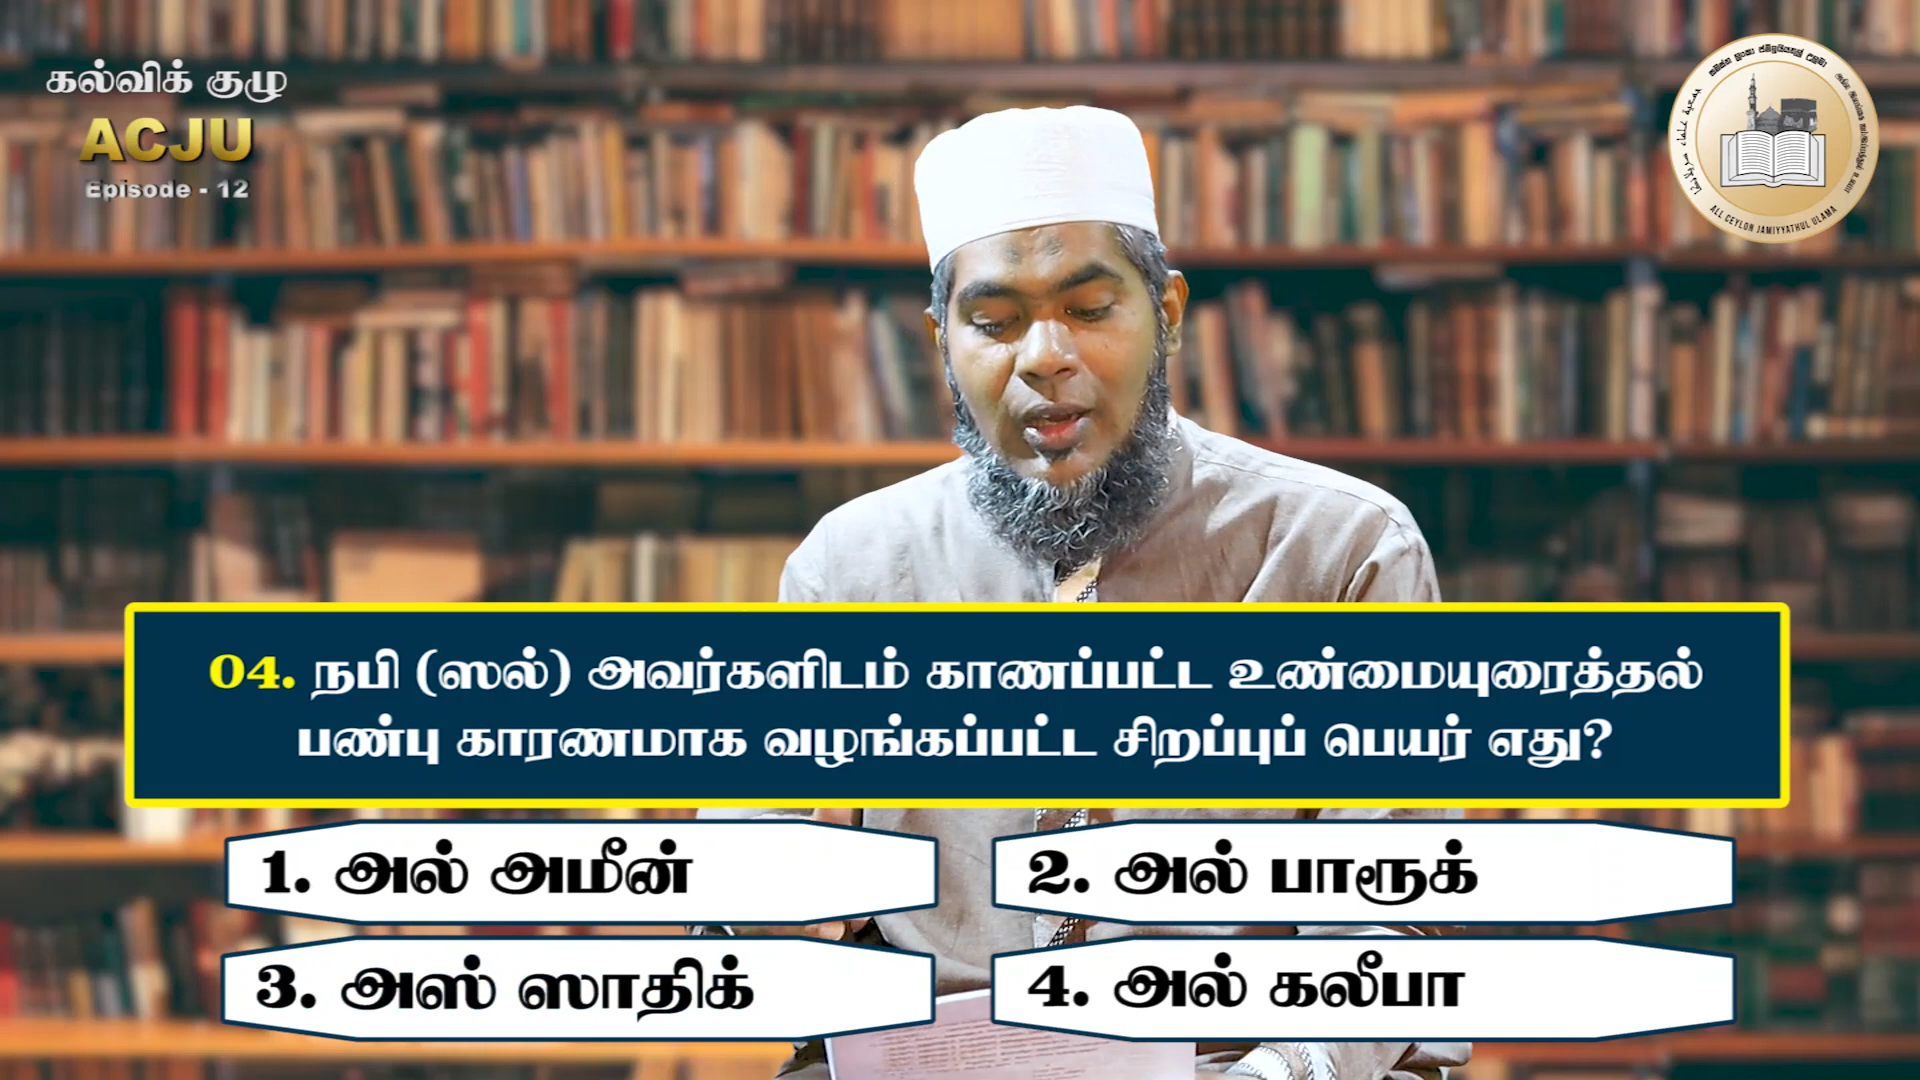 கல்விக் குழு
ACJU
Episode - 12
ALL CEYLON JAMIYYATHUL ULAMA
04. நபி (ஸல்) அவர்களிடம் காணப்பட்ட உண்மையுரைத்தல்
பண்பு காரணமாக வழங்கப்பட்ட சிறப்புப் பெயர் எது?
1. அல் அமீன்
2. அல் பாரூக்
3. அஸ் ஸாதிக்
4. அல் கலீபா